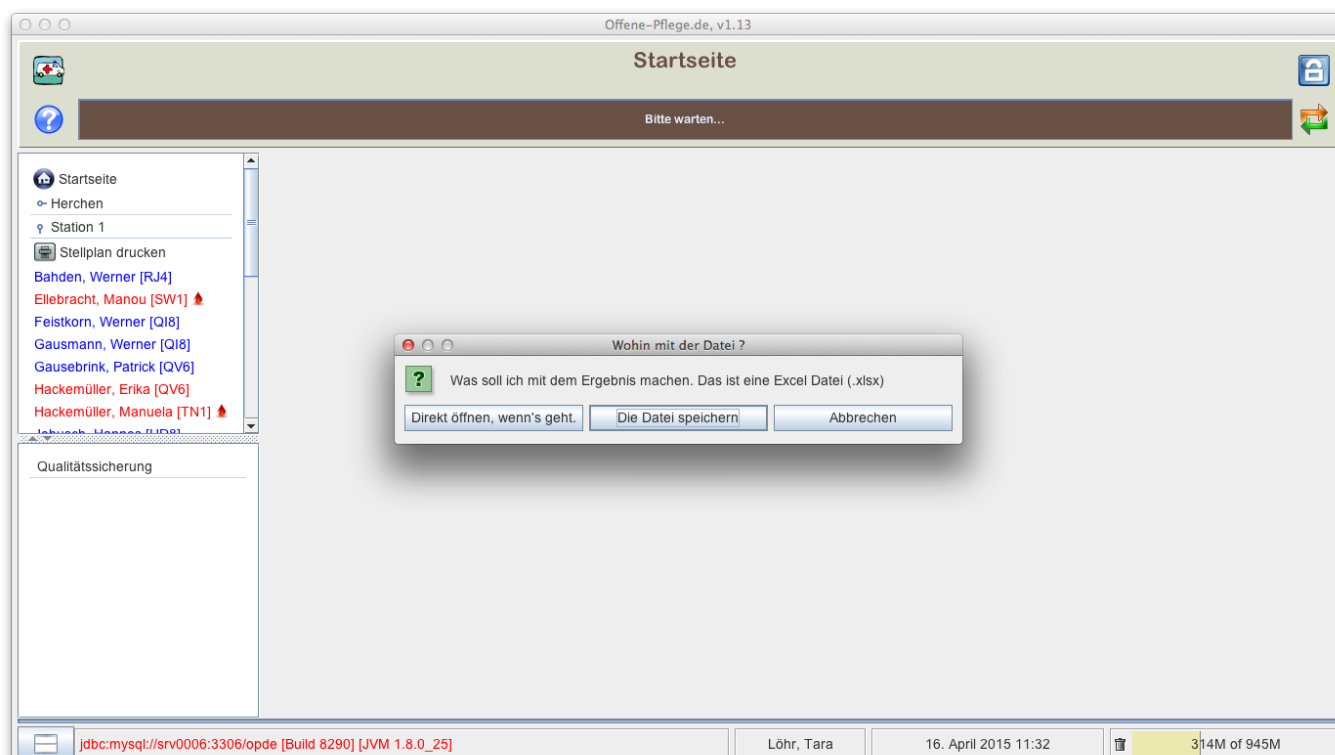 Offene-Pflege.de, v1.13
Startseite
Bitte warten...
Startseite
Herchen
Station 1
Stellplan drucken
Bahden, Werner [RJ4]
Ellebracht, Manou [SW1]
Feistkorn, Werner [QI8]
Gausmann, Werner [QI8]
Gausebrink, Patrick [QV6]
Hackemüller, Erika [QV6]
Hackemüller, Manuela [TN1]
Qualitätssicherung
Wohin mit der Datei ?
Was soll ich mit dem Ergebnis machen. Das ist eine Excel Datei (.xlsx)
Direkt öffnen, wenn's geht.
Die Datei speichern
Abbrechen
jdbc:mysql://srv0006:3306/opde [Build 8290] [JVM 1.8.0_25]
Löhr, Tara
16. April 2015 11:32
314M of 945M